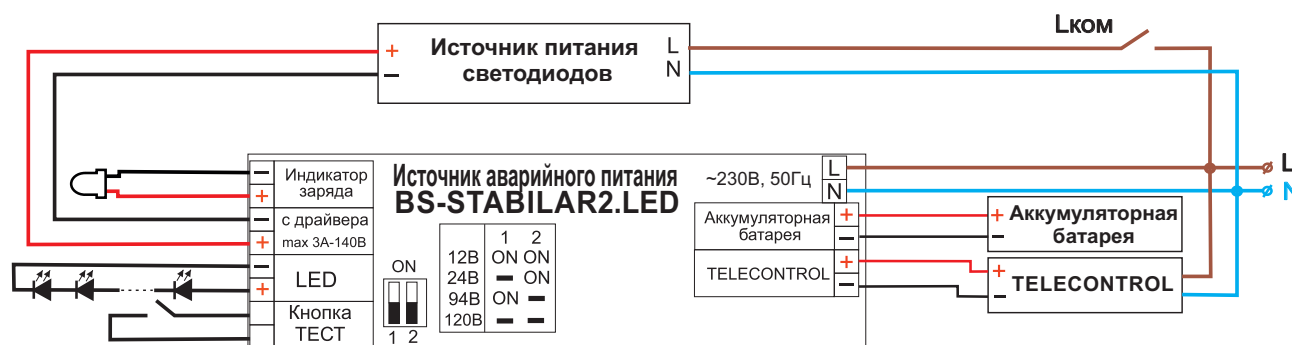 Lком
+ Источник питания L
− светодиодов N
− Индикатор
+ заряда
− с драйвера
+ max 3А-140В
− LED
+
Кнопка
ТЕСТ
Источник аварийного питания
BS-STABILAR2.LED
ON
1 2
1 2
12В ON ON
24В − ON
94В ON −
120В − −
~230В, 50Гц L
N
Аккумуляторная +
батарея −
TELECONTROL +
−
+ Аккумуляторная
− батарея
+ TELECONTROL
−
L
N